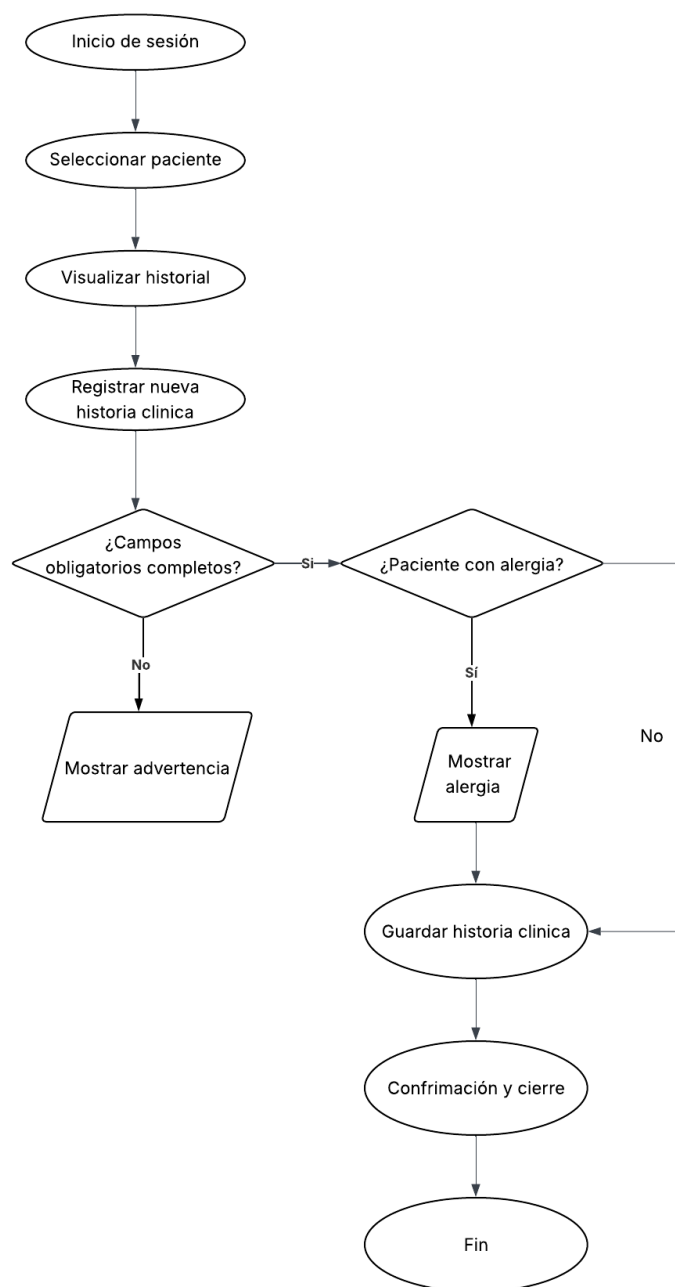 Inicio de sesión
Seleccionar paciente
Visualizar historial
Registrar nueva
historia clinica
¿Campos
obligatorios completos?
Si
¿Paciente con alergia?
No
Sí
Mostrar advertencia
Mostrar
alergia
No
Guardar historia clinica
Confrimación y cierre
Fin